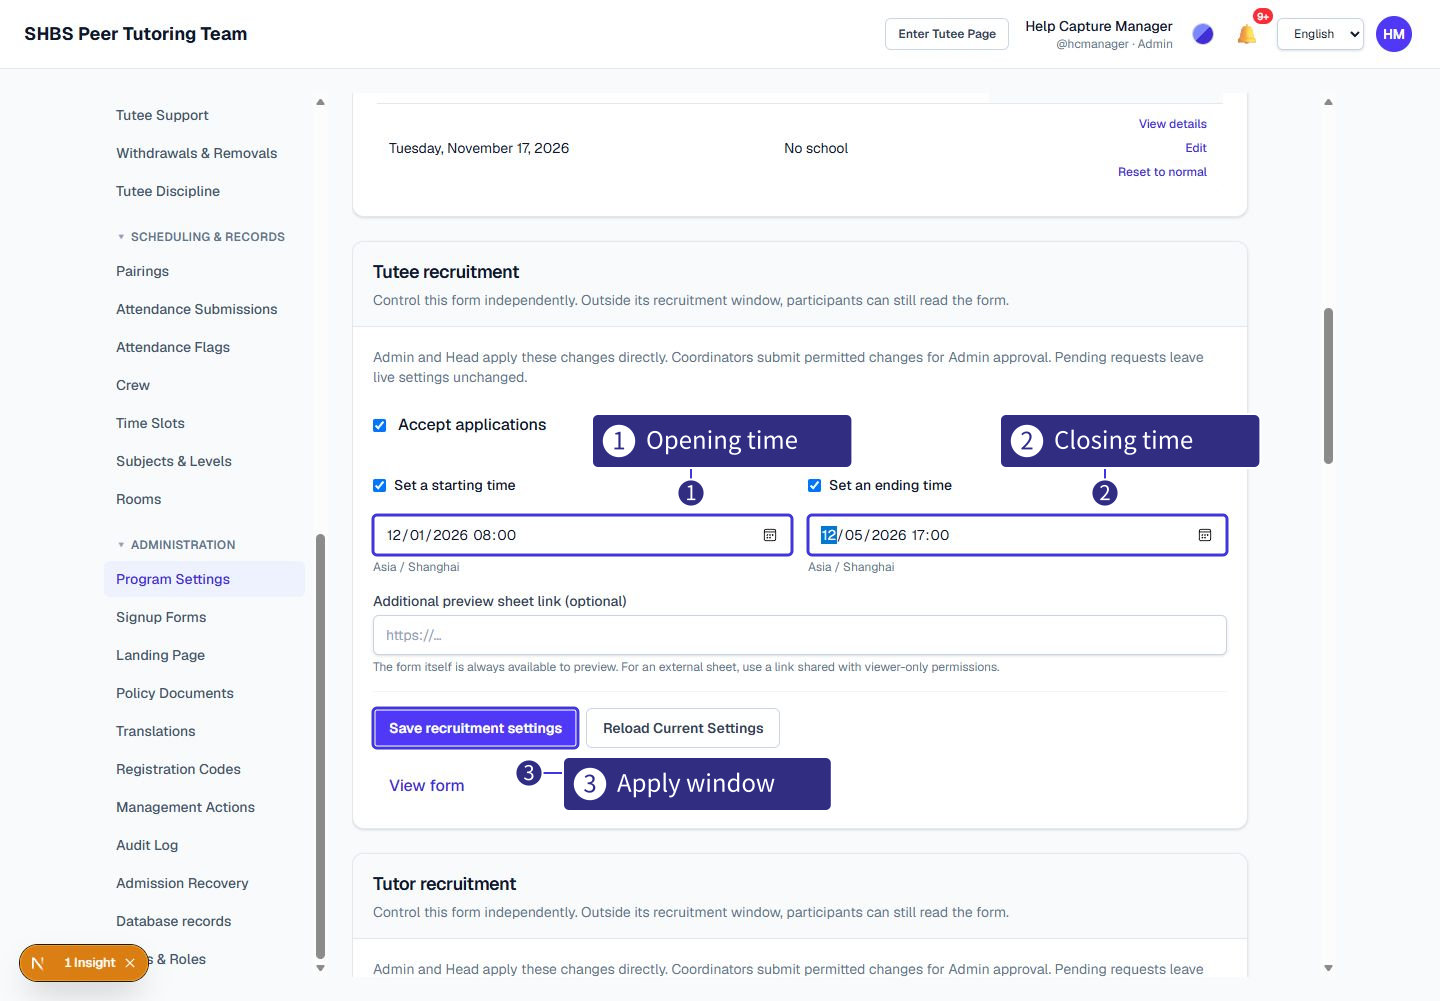 SHBS Peer Tutoring Team
Enter Tutee Page
Help Capture Manager
@hcmanager · Admin
9+
English
HM
Tutee Support
Withdrawals & Removals
Tutee Discipline
SCHEDULING & RECORDS
Pairings
Attendance Submissions
Attendance Flags
Crew
Time Slots
Subjects & Levels
Rooms
ADMINISTRATION
Program Settings
Signup Forms
Landing Page
Policy Documents
Translations
Registration Codes
Management Actions
Audit Log
Admission Recovery
Database records
s & Roles
1 Insight
Tuesday, November 17, 2026
No school
View details
Edit
Reset to normal
Tutee recruitment
Control this form independently. Outside its recruitment window, participants can still read the form.
Admin and Head apply these changes directly. Coordinators submit permitted changes for Admin approval. Pending requests leave
live settings unchanged.
Accept applications
1 Opening time
2 Closing time
Set a starting time
1
Set an ending time
2
12/01/2026 08:00
12/05/2026 17:00
Asia / Shanghai
Asia / Shanghai
Additional preview sheet link (optional)
https://...
The form itself is always available to preview. For an external sheet, use a link shared with viewer-only permissions.
Save recruitment settings
Reload Current Settings
View form
3
3 Apply window
Tutor recruitment
Control this form independently. Outside its recruitment window, participants can still read the form.
Admin and Head apply these changes directly. Coordinators submit permitted changes for Admin approval. Pending requests leave